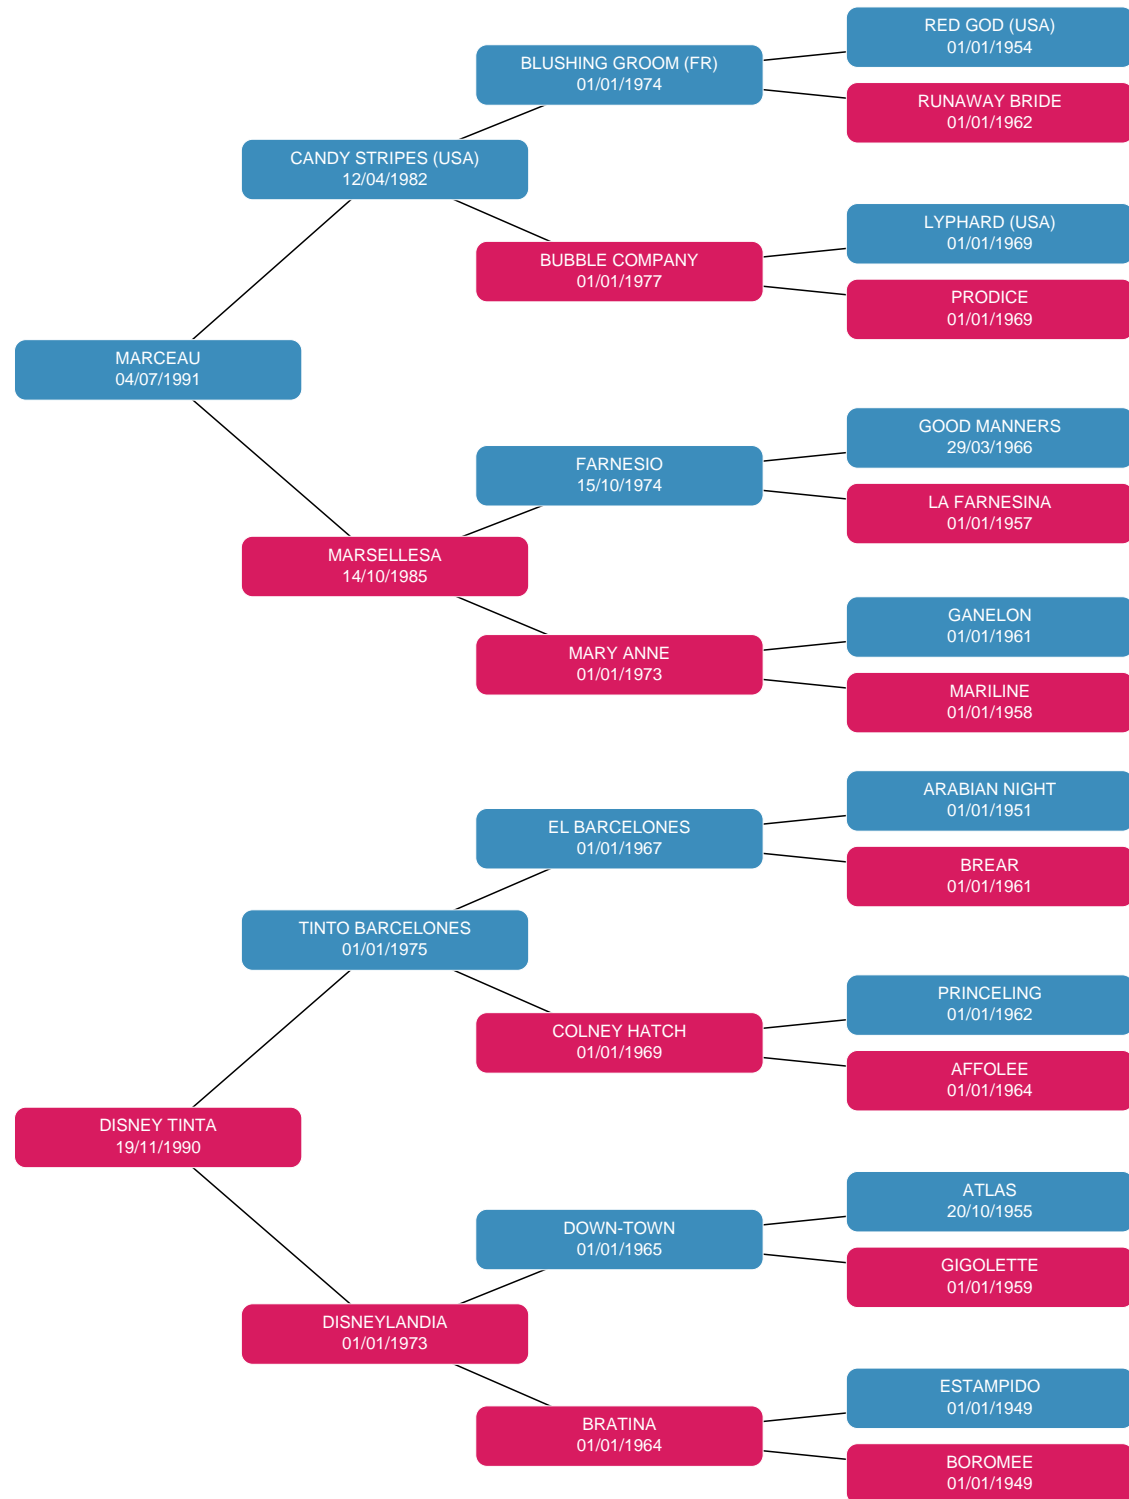 RED GOD (USA)
01/01/1954
BLUSHING GROOM (FR)
01/01/1974
RUNAWAY BRIDE
01/01/1962
CANDY STRIPES (USA)
12/04/1982
LYPHARD (USA)
01/01/1969
BUBBLE COMPANY
01/01/1977
PRODICE
01/01/1969
MARCEAU
04/07/1991
GOOD MANNERS
29/03/1966
FARNESIO
15/10/1974
LA FARNESINA
01/01/1957
MARSELLESA
14/10/1985
GANELON
01/01/1961
MARY ANNE
01/01/1973
MARILINE
01/01/1958
ARABIAN NIGHT
01/01/1951
EL BARCELONES
01/01/1967
BREAR
01/01/1961
TINTO BARCELONES
01/01/1975
PRINCELING
01/01/1962
COLNEY HATCH
01/01/1969
AFFOLEE
01/01/1964
DISNEY TINTA
19/11/1990
ATLAS
20/10/1955
DOWN-TOWN
01/01/1965
GIGOLETTE
01/01/1959
DISNEYLANDIA
01/01/1973
ESTAMPIDO
01/01/1949
BRATINA
01/01/1964
BOROMEE
01/01/1949